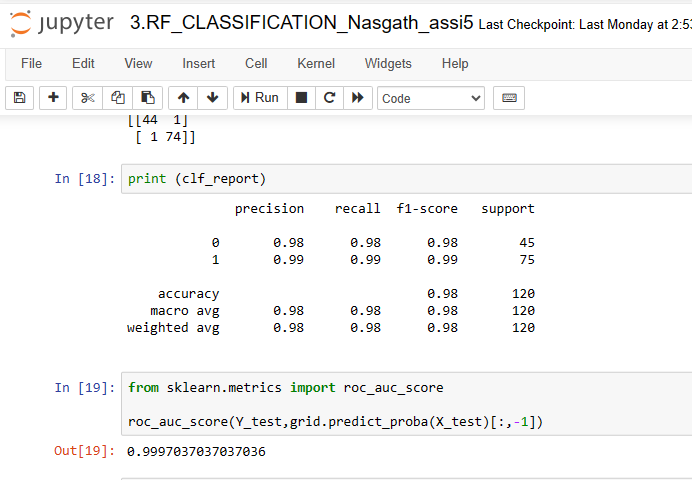 jupyter 3.RF_CLASSIFICATION_Nasgath_assi5 Last Checkpoint: Last Monday at 2:53
File Edit View Insert Cell Kernel Widgets Help
Run Code
[[44 1]
[ 1 74]]
In [18]: print (clf_report)
precision recall f1-score support
0 0.98 0.98 0.98 45
1 0.99 0.99 0.99 75
accuracy 0.98 120
macro avg 0.98 0.98 0.98 120
weighted avg 0.98 0.98 0.98 120
In [19]: from sklearn.metrics import roc_auc_score
roc_auc_score(Y_test,grid.predict_proba(X_test)[:,-1])
Out[19]: 0.9997037037037036